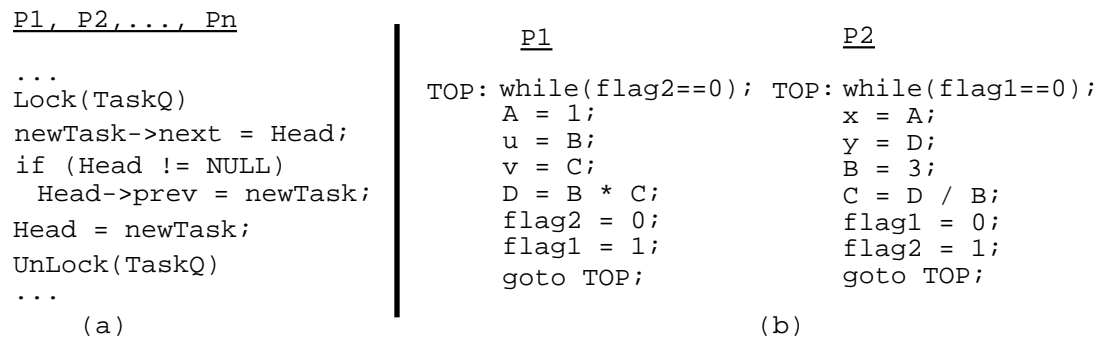 P1, P2,..., Pn
...
Lock(TaskQ)
newTask->next = Head;
if (Head != NULL)
Head->prev = newTask;
Head = newTask;
UnLock(TaskQ)
...
(a)
P1
TOP: while(flag2==0);
A = 1;
u = B;
v = C;
D = B * C;
flag2 = 0;
flag1 = 1;
goto TOP;
P2
TOP: while(flag1==0);
x = A;
y = D;
B = 3;
C = D / B;
flag1 = 0;
flag2 = 1;
goto TOP;
(b)